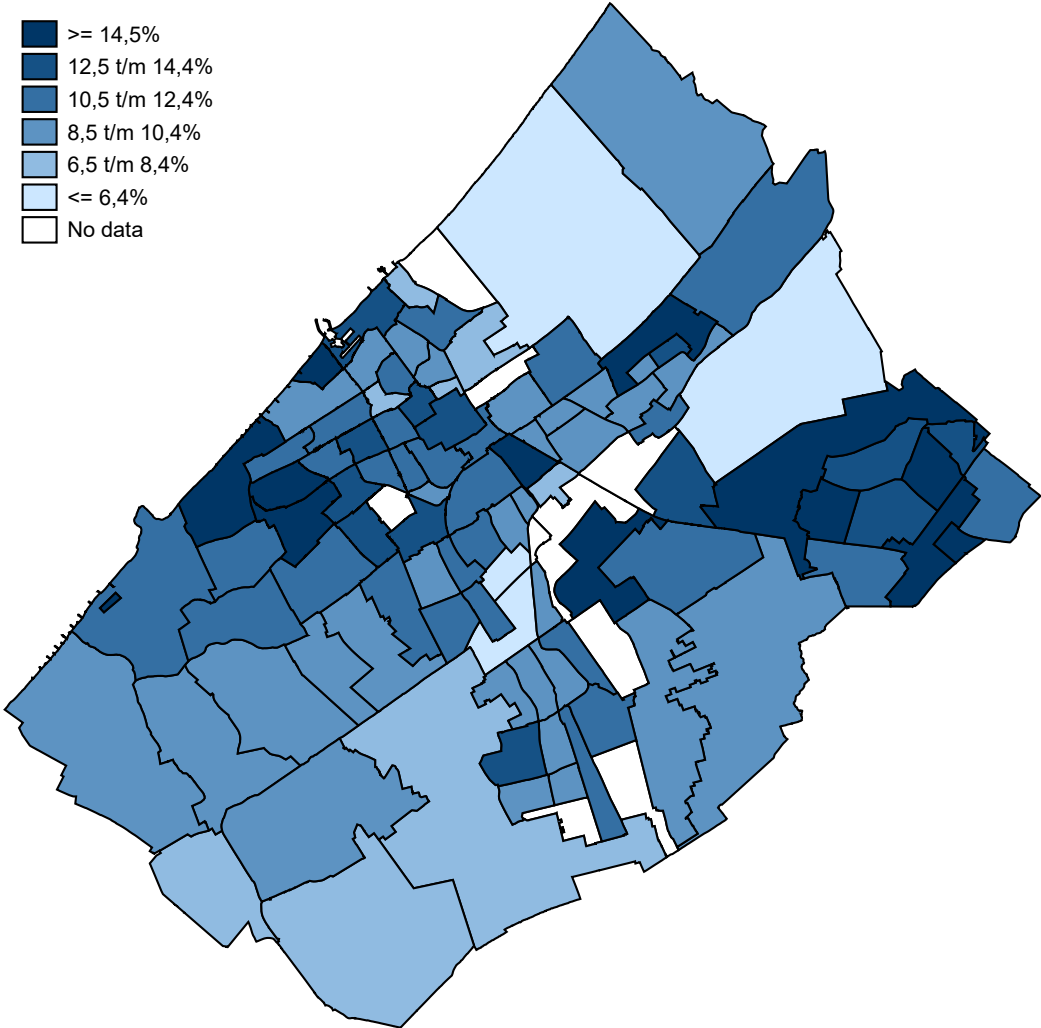 >= 14,5%
12,5 t/m 14,4%
10,5 t/m 12,4%
8,5 t/m 10,4%
6,5 t/m 8,4%
<= 6,4%
No data